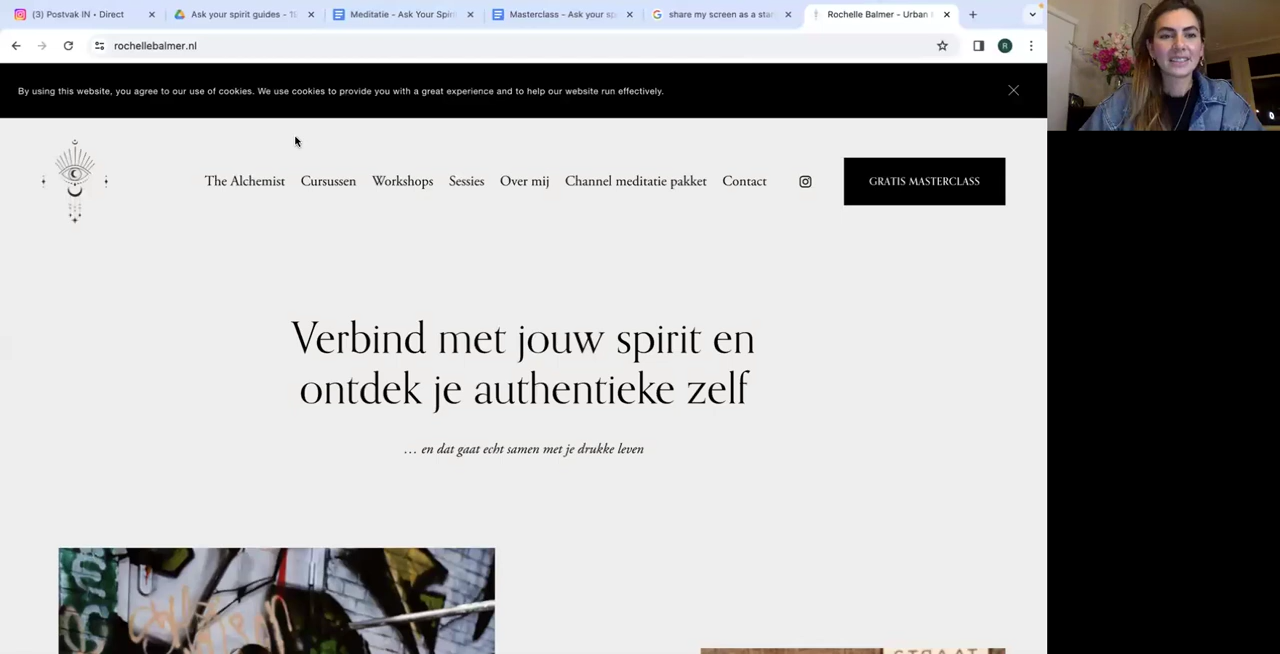 (3) Postvak IN • Direct
Ask your spirit guides -
Meditatie - Ask Your Spiri
Masterclass - Ask your sp
share my screen as a sta
Rochelle Balmer - Urban
rochellebalmer.nl
R
By using this website, you agree to our use of cookies. We use cookies to provide you with a great experience and to help our website run effectively.
The Alchemist Cursussen Workshops Sessies Over mij Channel meditatie pakket Contact
GRATIS MASTERCLASS
Verbind met jouw spirit en
ontdek je authentieke zelf
… en dat gaat echt samen met je drukke leven